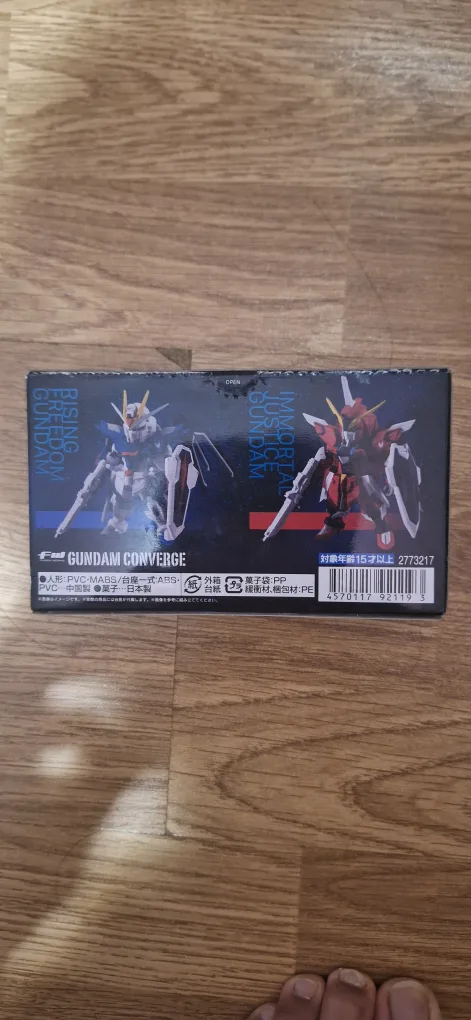 OPEN
RISING
FREEDOM
GUNDAM
IMMORTAL
JUSTICE
GUNDAM
FW GUNDAM CONVERGE
対象年齢15才以上 2773217
●人形:PVC・MABS/台座一式:ABS・
PVC…中国製 ●菓子…日本製
紙 外箱
台紙
菓子袋:PP
緩衝材,梱包材:PE
4570117 92119 3